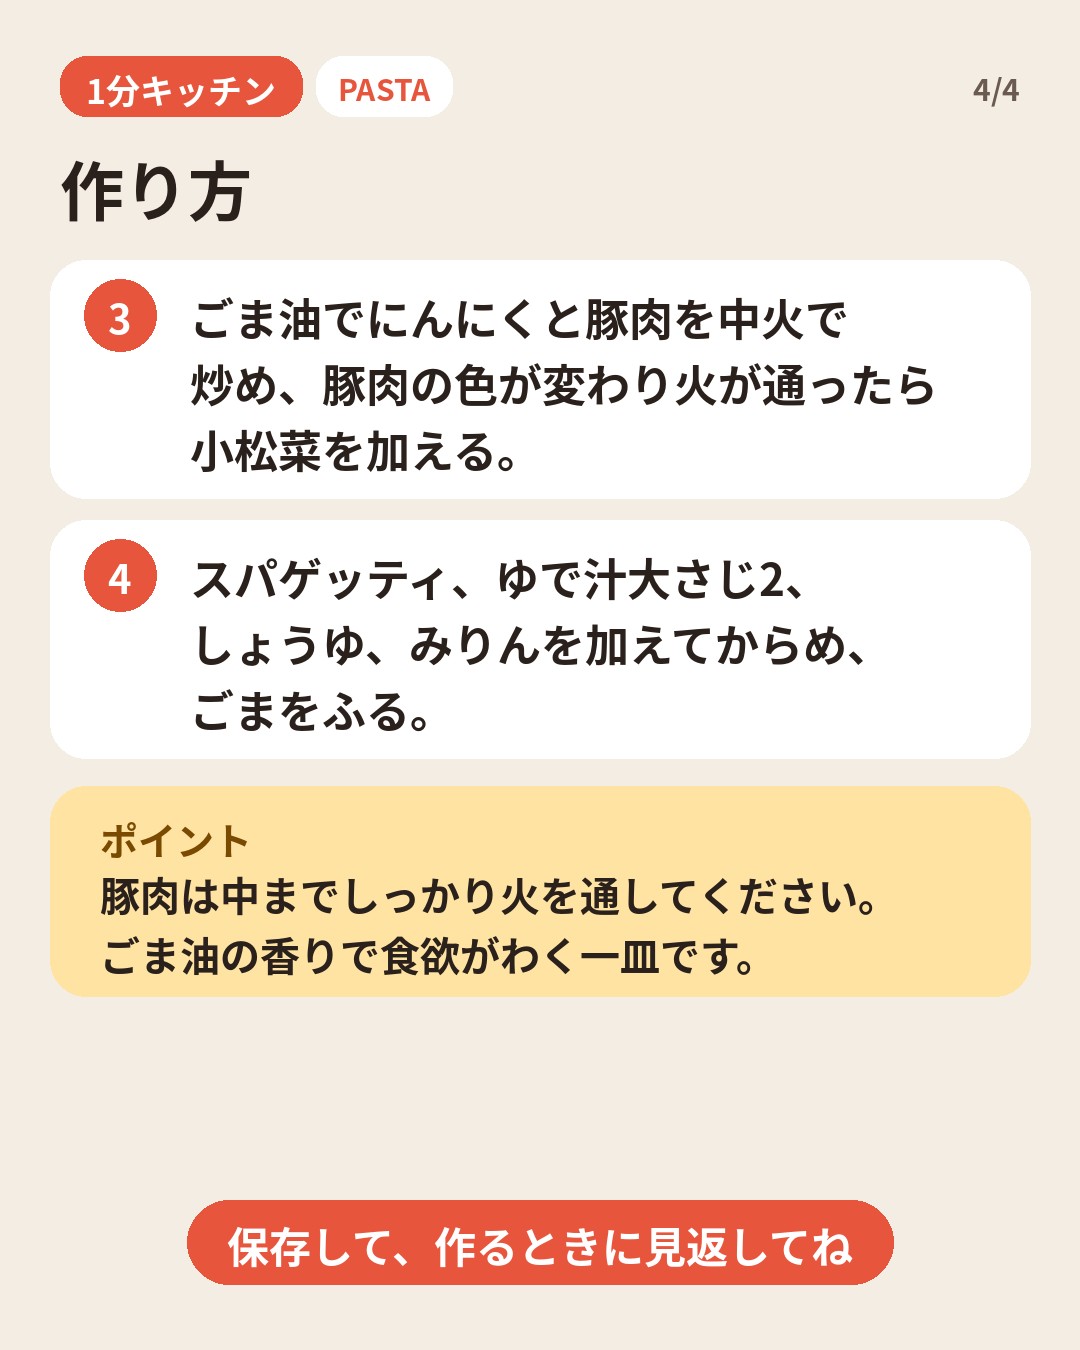 1分キッチン PASTA 4/4
作り方
3 ごま油でにんにくと豚肉を中火で
炒め、豚肉の色が変わり火が通ったら
小松菜を加える。
4 スパゲッティ、ゆで汁大さじ2、
しょうゆ、みりんを加えてからめ、
ごまをふる。
ポイント
豚肉は中までしっかり火を通してください。
ごま油の香りで食欲がわく一皿です。
保存して、作るときに見返してね